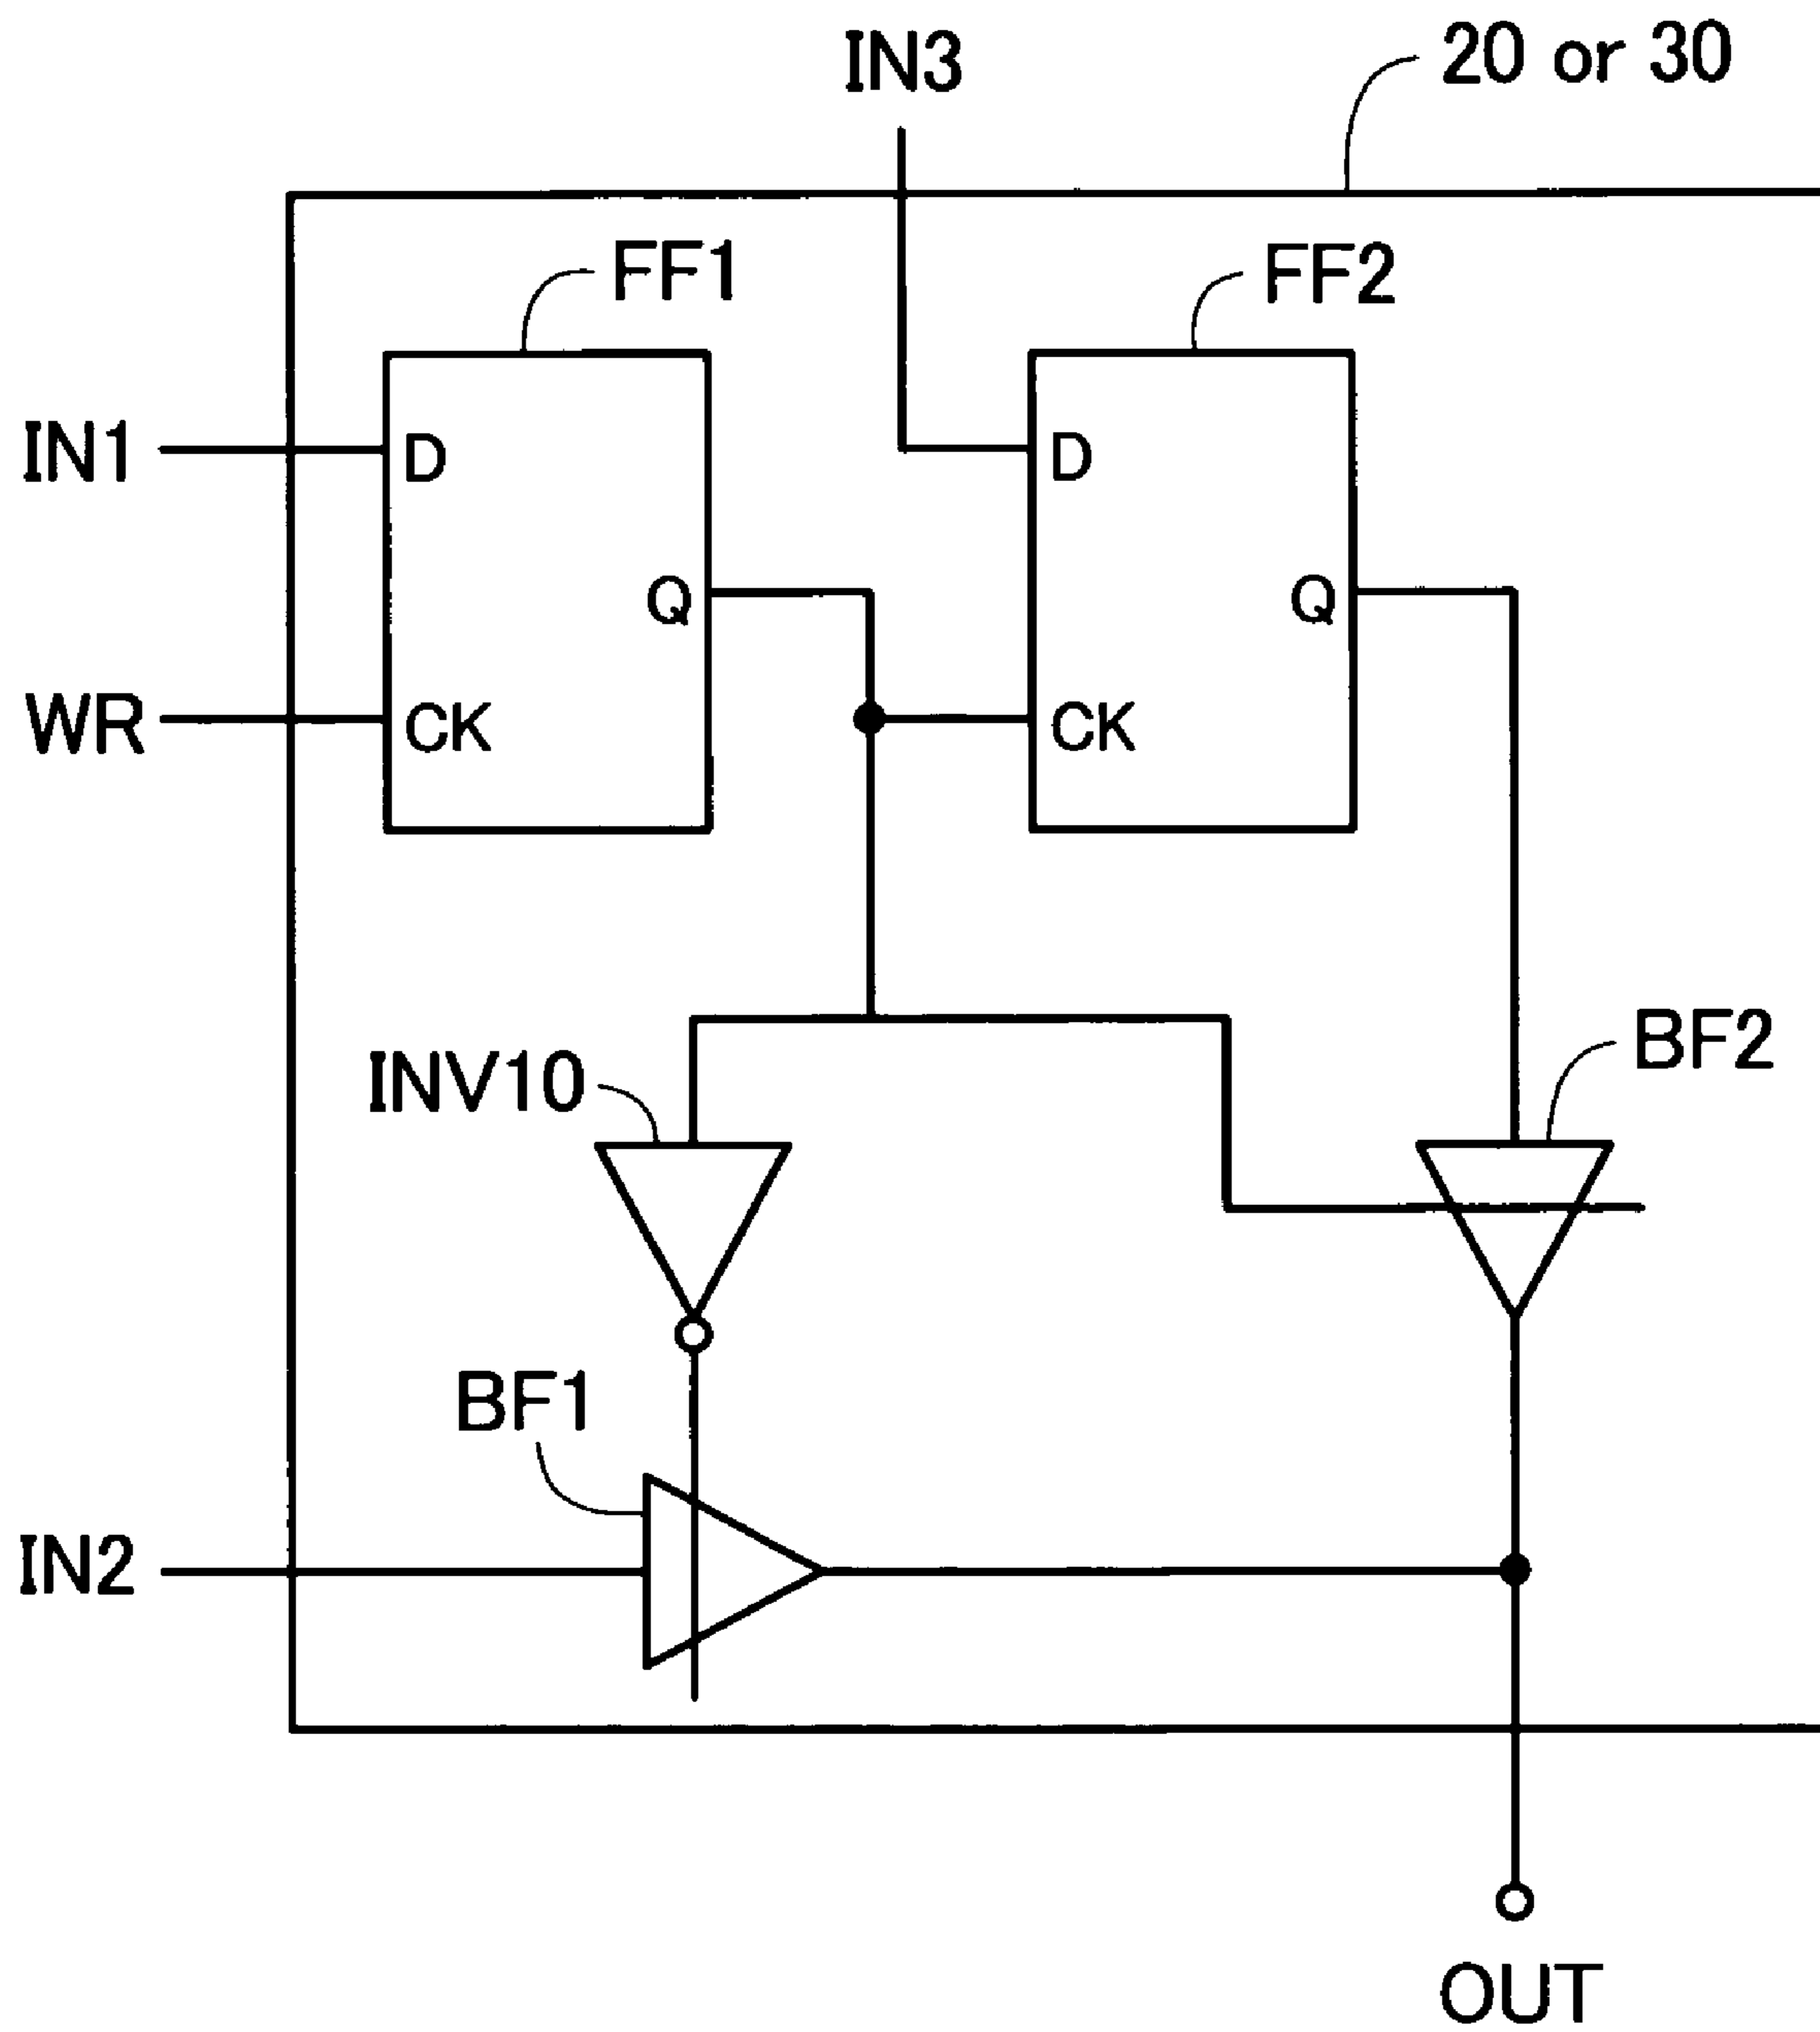 IN3
20 or 30
FF1
FF2
IN1
D
D
Q
Q
WR
CK
CK
INV10
BF2
BF1
IN2
OUT